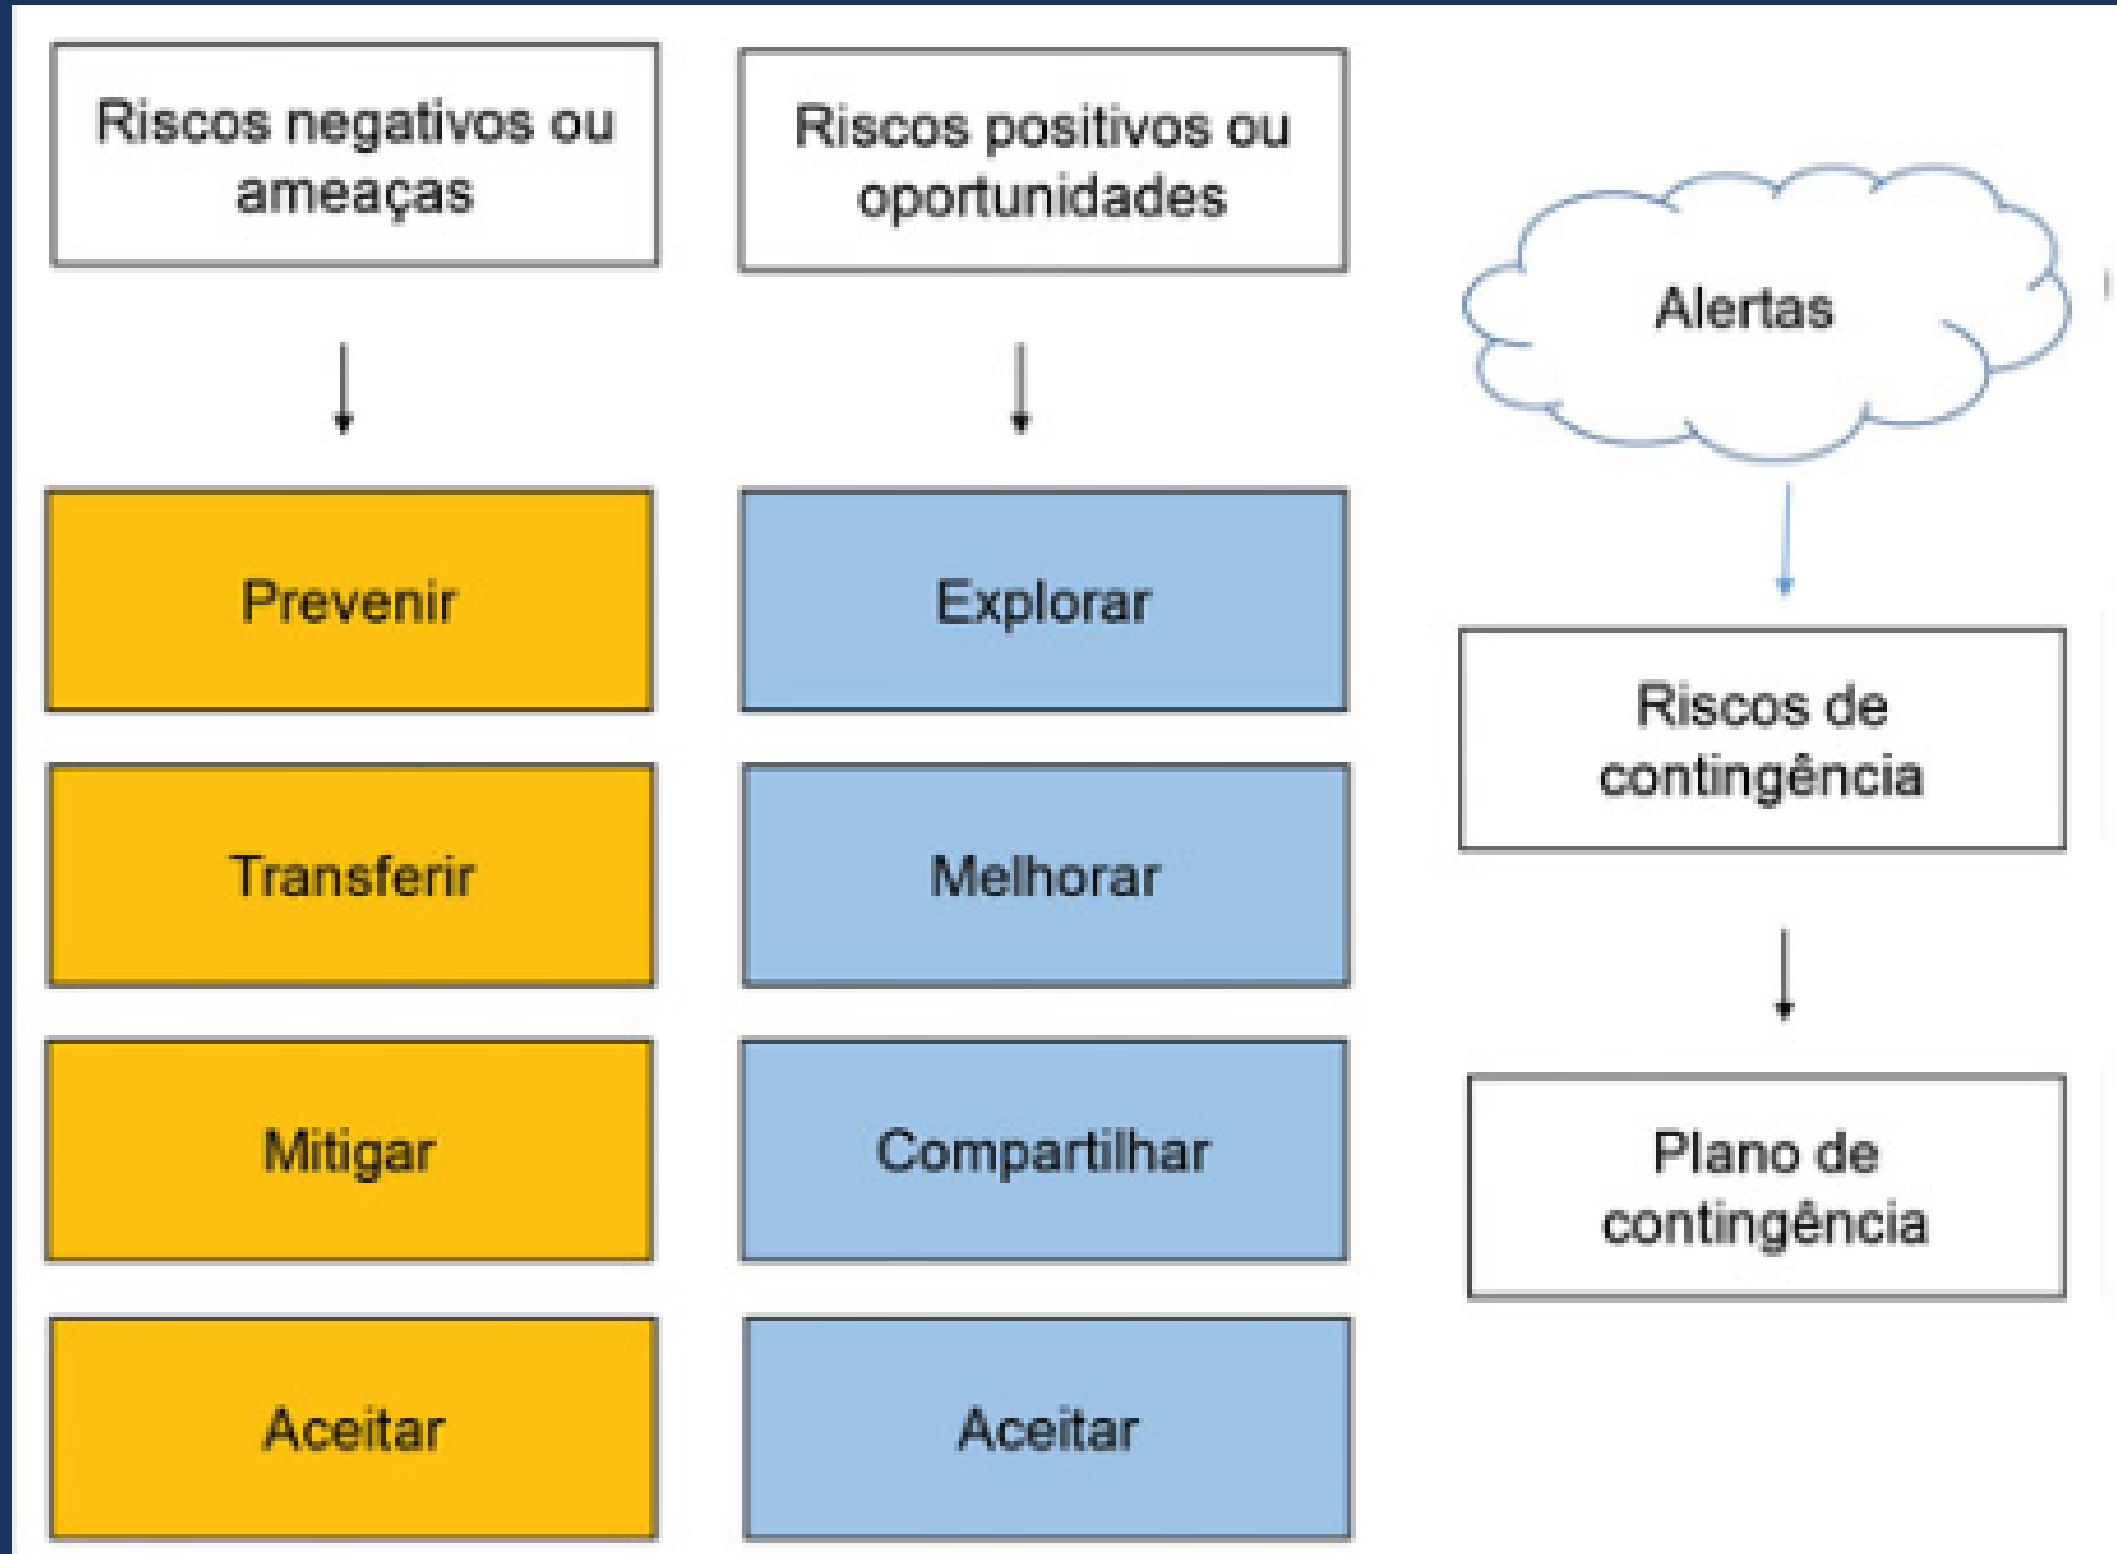 Riscos negativos ou
ameaças
Prevenir
Transferir
Mitigar
Aceitar
Riscos positivos ou
oportunidades
Explorar
Melhorar
Compartilhar
Aceitar
Alertas
Riscos de
contingência
Plano de
contingência